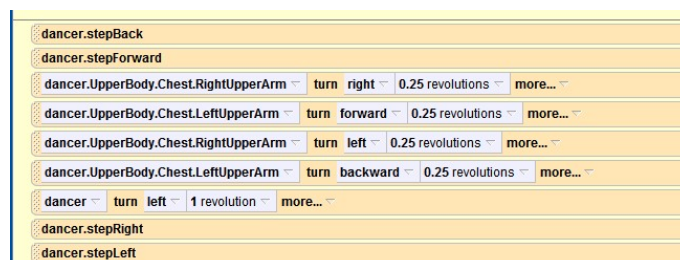 dancer.stepBack
dancer.stepForward
dancer.UpperBody.Chest.RightUpperArm turn right 0.25 revolutions more...
dancer.UpperBody.Chest.LeftUpperArm turn forward 0.25 revolutions more...
dancer.UpperBody.Chest.RightUpperArm turn left 0.25 revolutions more...
dancer.UpperBody.Chest.LeftUpperArm turn backward 0.25 revolutions more...
dancer turn left 1 revolution more...
dancer.stepRight
dancer.stepLeft